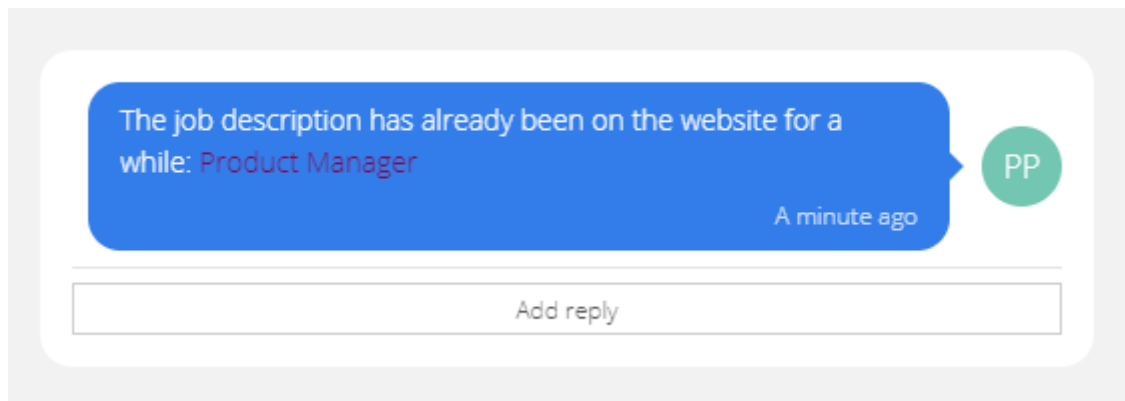 The job description has already been on the website for a
while: Product Manager
PP
A minute ago
Add reply